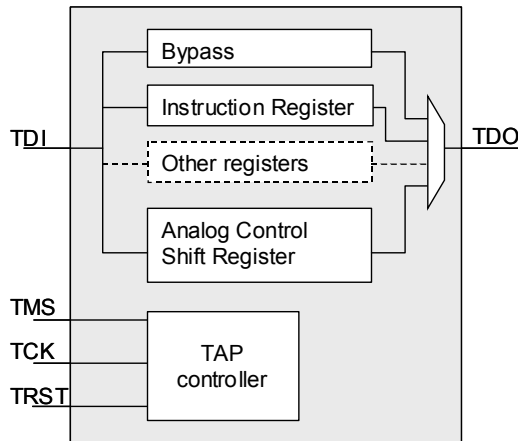 Bypass
Instruction Register
TDI
TDO
Other registers
Analog Control
Shift Register
TMS
TCK
TRST
TAP
controller